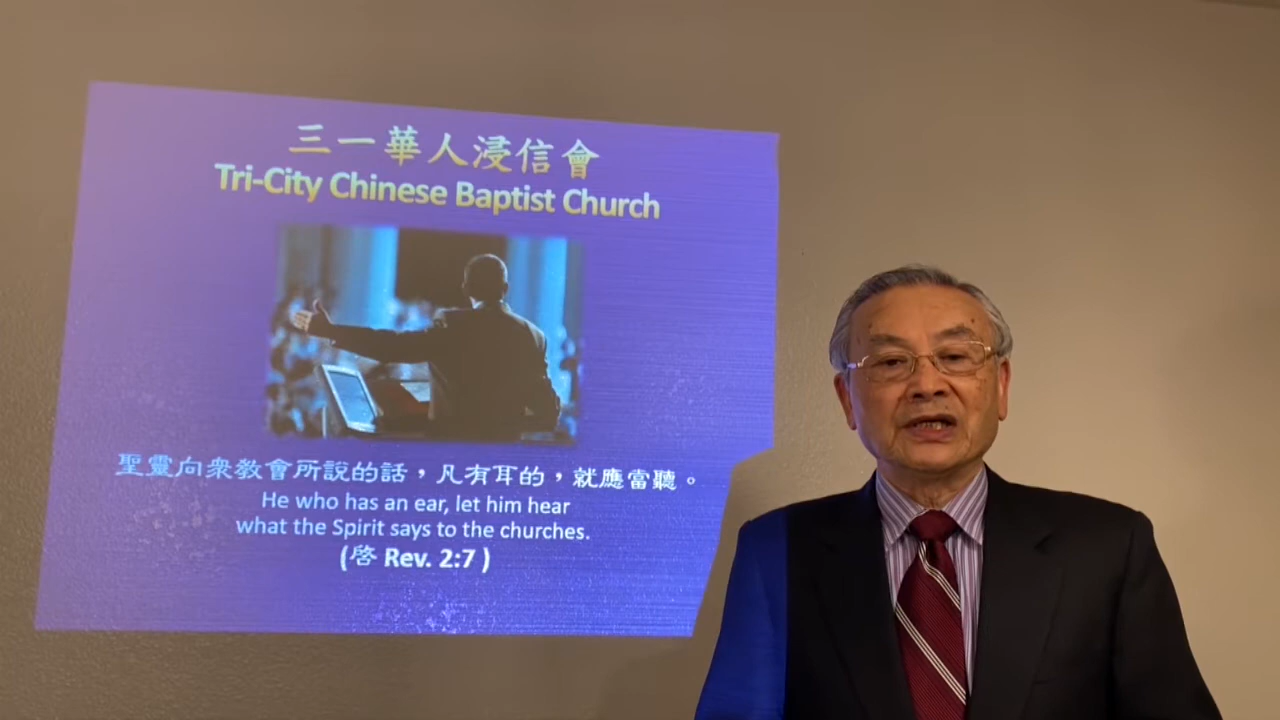 三一華人浸信會
Tri-City Chinese Baptist Church
聖靈向衆教會所說的話，凡有耳的，就應當聽。
He who has an ear, let him hear
what the Spirit says to the churches.
(啓 Rev. 2:7 )